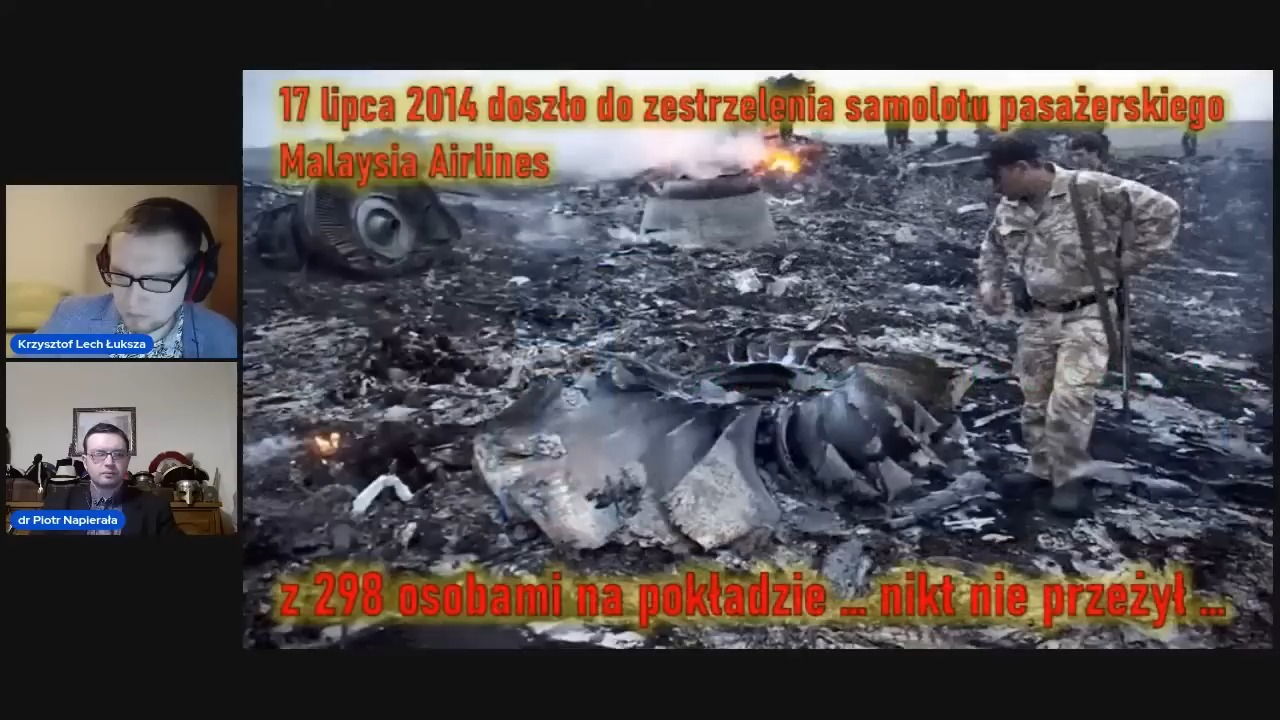 17 lipca 2014 doszło do zestrzelenia samolotu pasażerskiego
Malaysia Airlines
Krzysztof Lech Łuksza
dr Piotr Napierała
z 298 osobami na pokładzie ... nikt nie przeżył ...